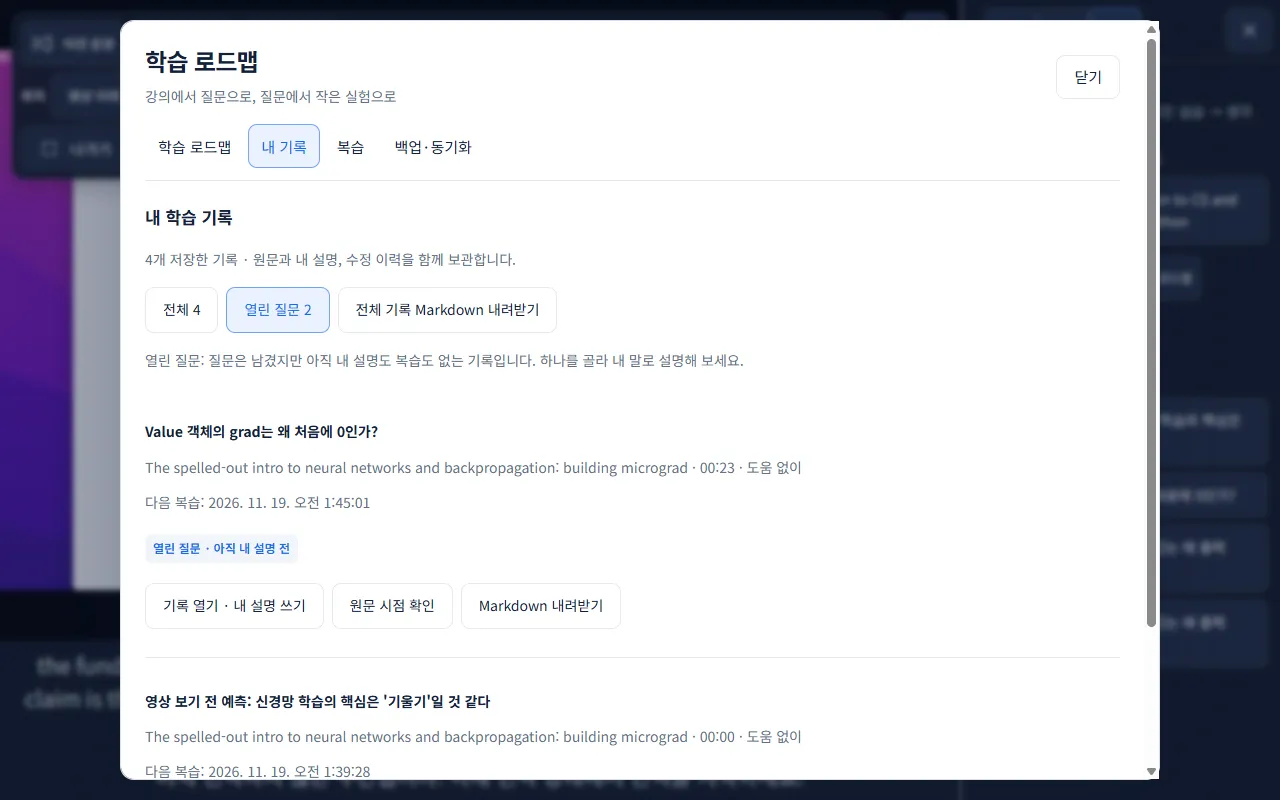 학습 로드맵
강의에서 질문으로, 질문에서 작은 실험으로
닫기
학습 로드맵
내 기록
복습
백업·동기화
내 학습 기록
4개 저장한 기록 · 원문과 내 설명, 수정 이력을 함께 보관합니다.
전체 4
열린 질문 2
전체 기록 Markdown 내려받기
열린 질문: 질문은 남겼지만 아직 내 설명도 복습도 없는 기록입니다. 하나를 골라 내 말로 설명해 보세요.
Value 객체의 grad는 왜 처음에 0인가?
The spelled-out intro to neural networks and backpropagation: building micrograd · 00:23 · 도움 없이
다음 복습: 2026. 11. 19. 오전 1:45:01
열린 질문 · 아직 내 설명 전
기록 열기 · 내 설명 쓰기
원문 시점 확인
Markdown 내려받기
영상 보기 전 예측: 신경망 학습의 핵심은 '기울기'일 것 같다
The spelled-out intro to neural networks and backpropagation: building micrograd · 00:00 · 도움 없이
다음 복습: 2026. 11. 19. 오전 1:39:28
the fund
claim is th